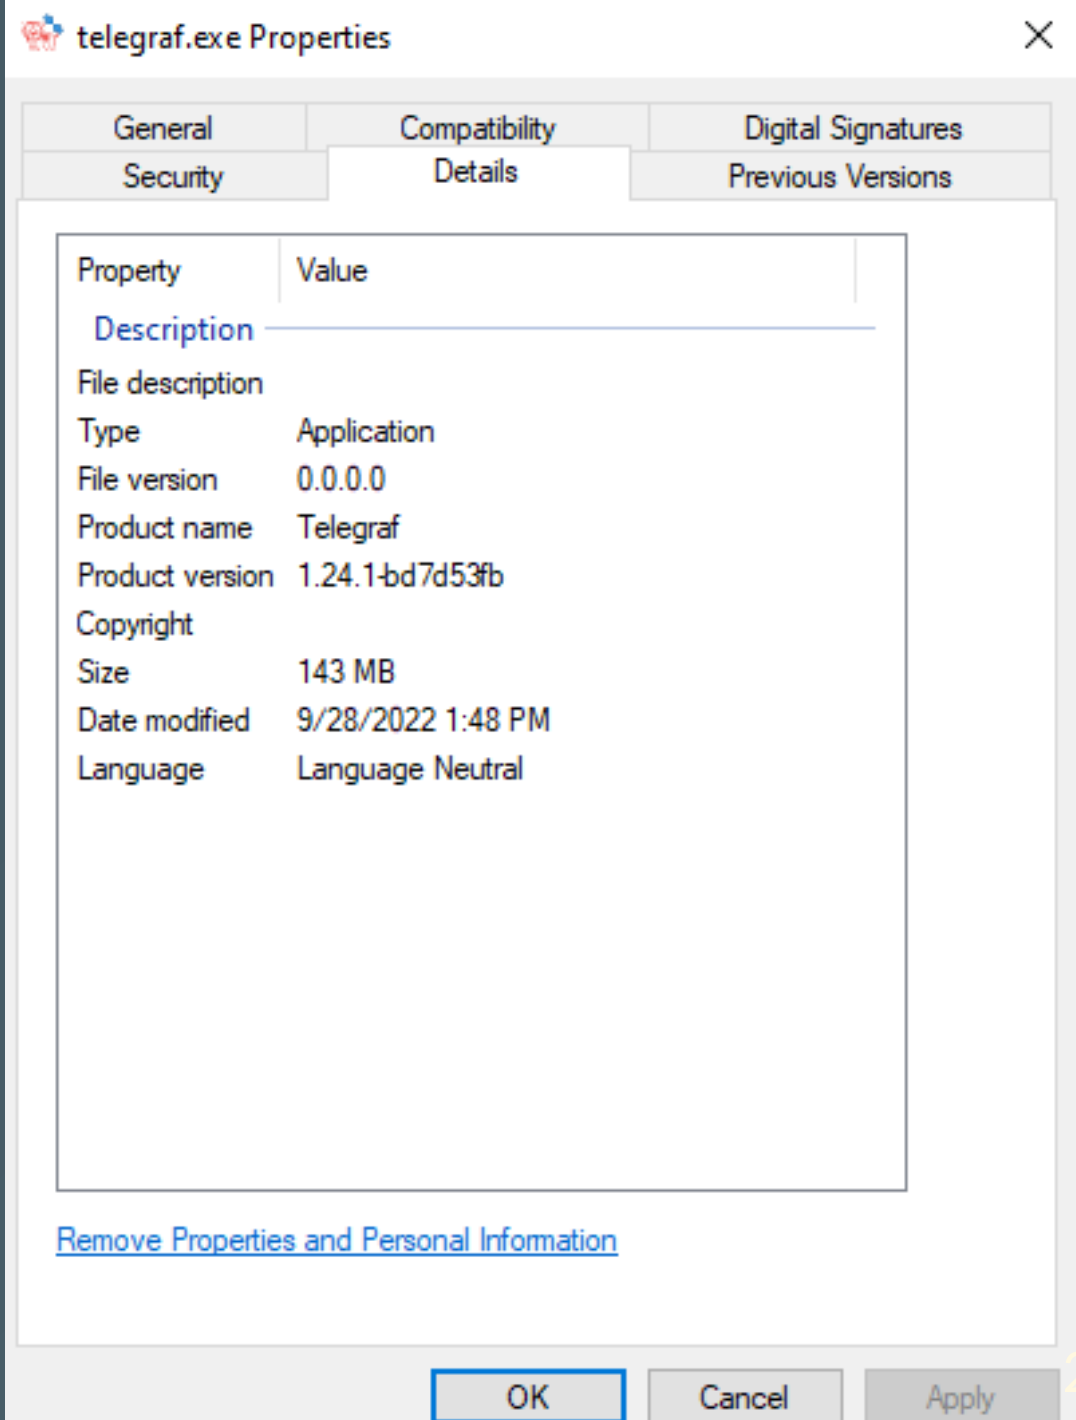 telegraf.exe Properties
General Compatibility Digital Signatures
Security Details Previous Versions
Property Value
Description
File description
Type Application
File version 0.0.0.0
Product name Telegraf
Product version 1.24.1-bd7d53fb
Copyright
Size 143 MB
Date modified 9/28/2022 1:48 PM
Language Language Neutral
Remove Properties and Personal Information
OK Cancel Apply